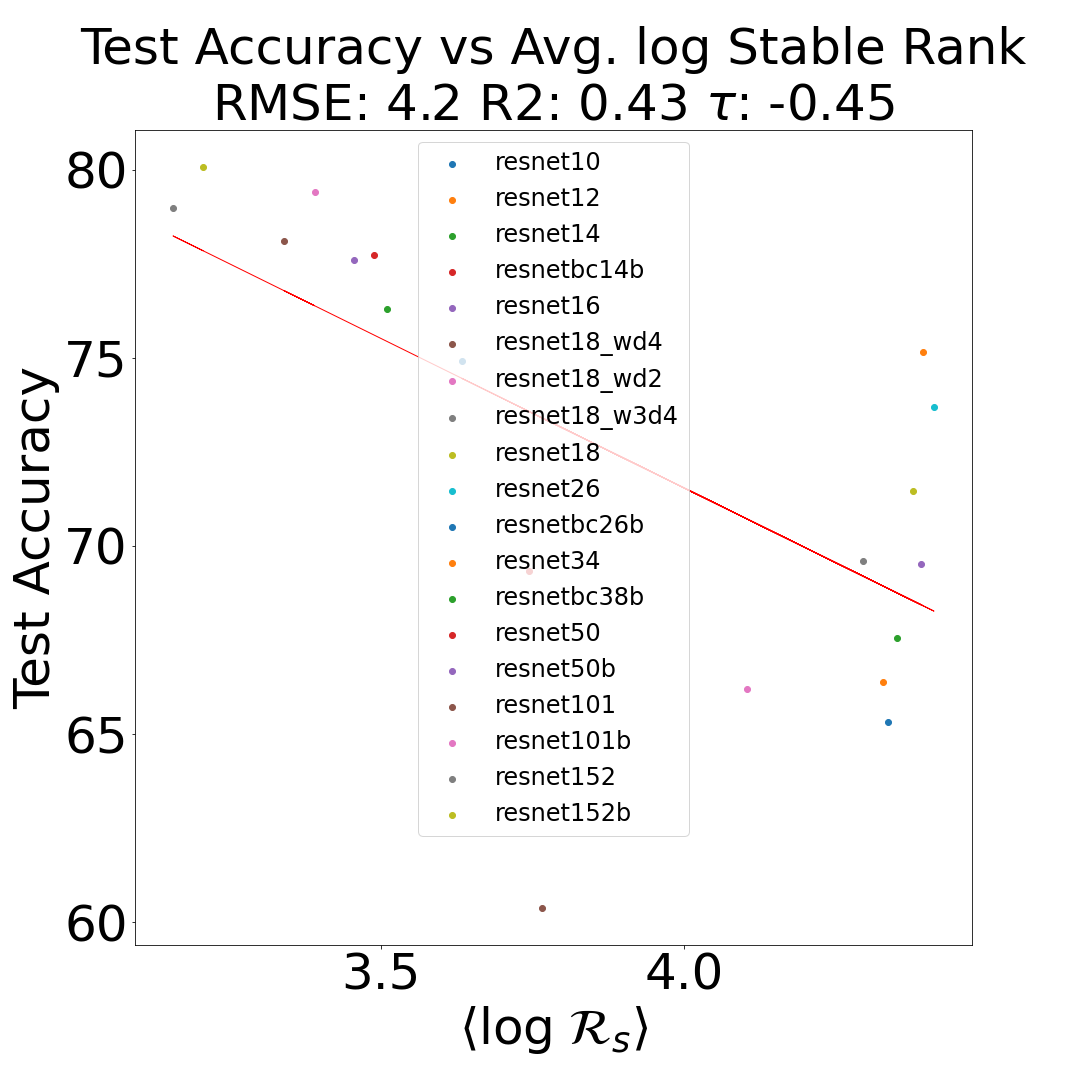 Test Accuracy vs Avg. log Stable Rank
RMSE: 4.2 R2: 0.43 τ: -0.45
80
75
70
65
60
Test Accuracy
resnet10
resnet12
resnet14
resnetbc14b
resnet16
resnet18_wd4
resnet18_wd2
resnet18_w3d4
resnet18
resnet26
resnetbc26b
resnet34
resnetbc38b
resnet50
resnet50b
resnet101
resnet101b
resnet152
resnet152b
3.5 4.0
⟨log ℛₛ⟩